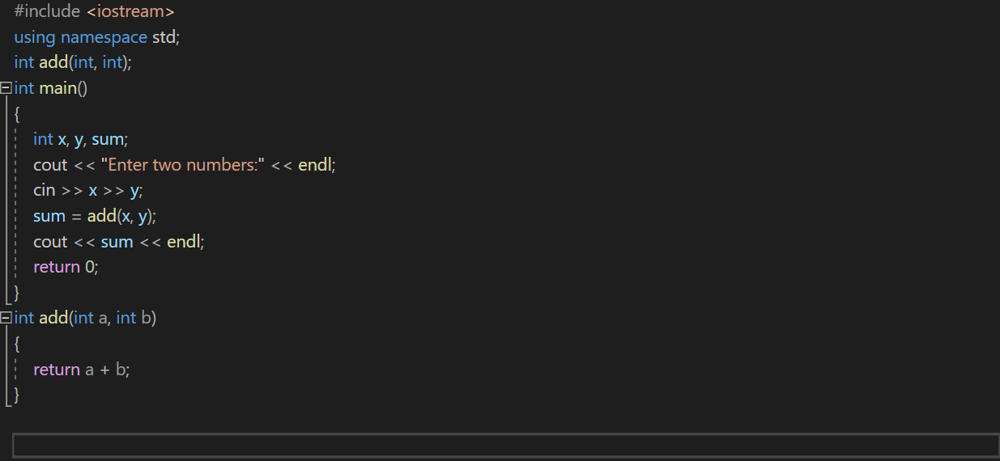 #include <iostream>
using namespace std;
int add(int, int);
int main()
{
int x, y, sum;
cout << "Enter two numbers:" << endl;
cin >> x >> y;
sum = add(x, y);
cout << sum << endl;
return 0;
}
int add(int a, int b)
{
return a + b;
}